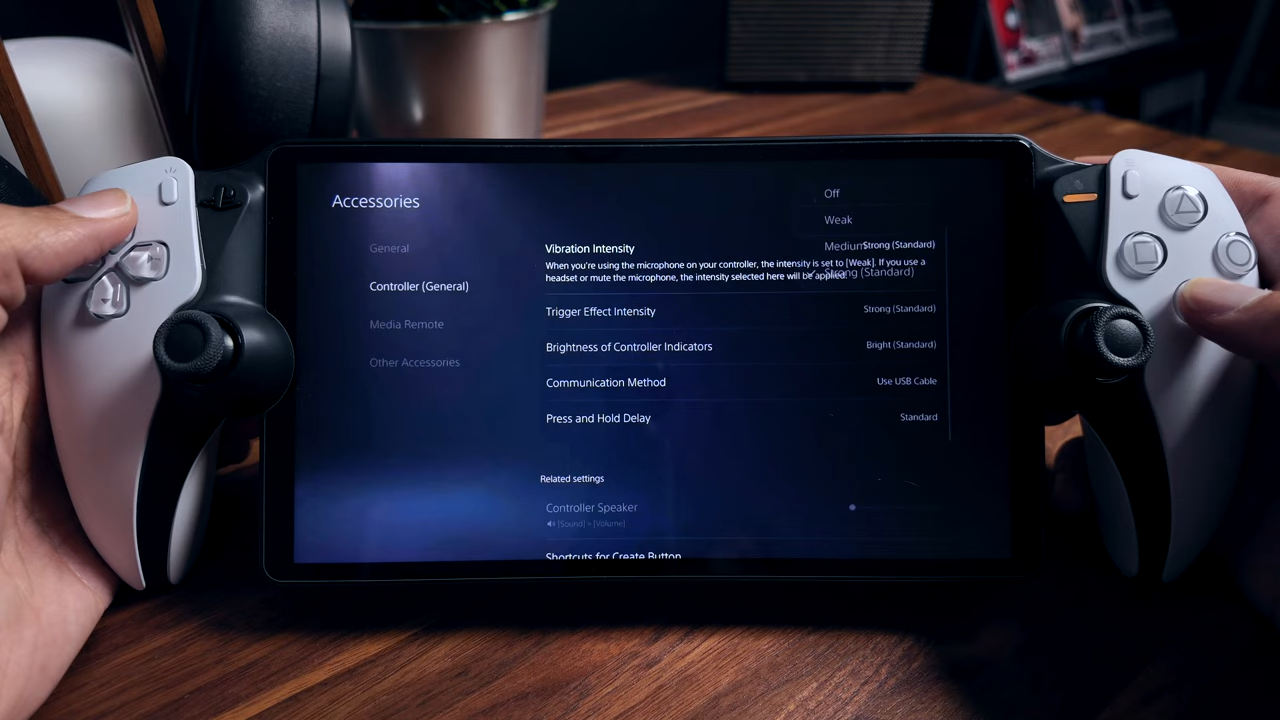 Accessories
General
Controller (General)
Media Remote
Other Accessories
Off
Weak
Medium
Strong (Standard)
Vibration Intensity
Strong (Standard)
When you're using the microphone on your controller, the intensity is set to [Weak]. If you use a
headset or mute the microphone, the intensity selected here will be applied.
Trigger Effect Intensity
Strong (Standard)
Brightness of Controller Indicators
Bright (Standard)
Communication Method
Use USB Cable
Press and Hold Delay
Standard
Related settings
Controller Speaker
[Sound] > [Volume]
Shortcuts for Create Button